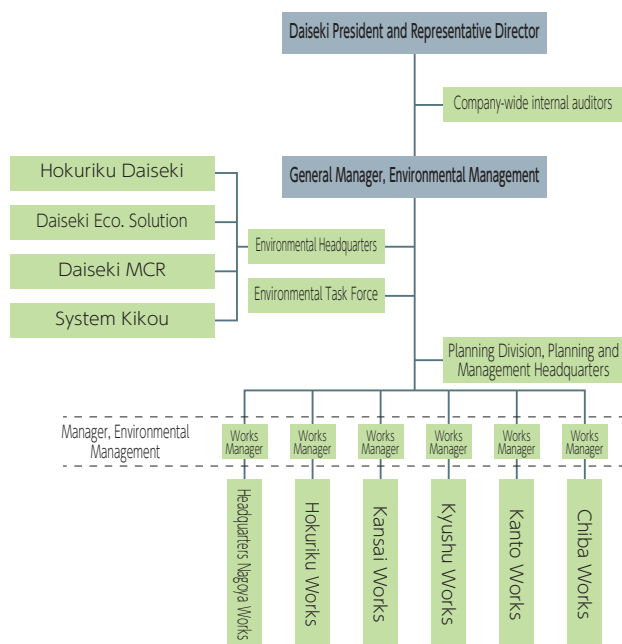 Daiseki President and Representative Director
Company-wide internal auditors
General Manager, Environmental Management
Hokuriku Daiseki
Daiseki Eco. Solution
Daiseki MCR
System Kikou
Environmental Headquarters
Environmental Task Force
Planning Division, Planning and
Management Headquarters
Manager, Environmental
Management
Works
Manager
Works
Manager
Works
Manager
Works
Manager
Works
Manager
Works
Manager
Headquarters Nagoya Works
Hokuriku Works
Kansai Works
Kyushu Works
Kanto Works
Chiba Works